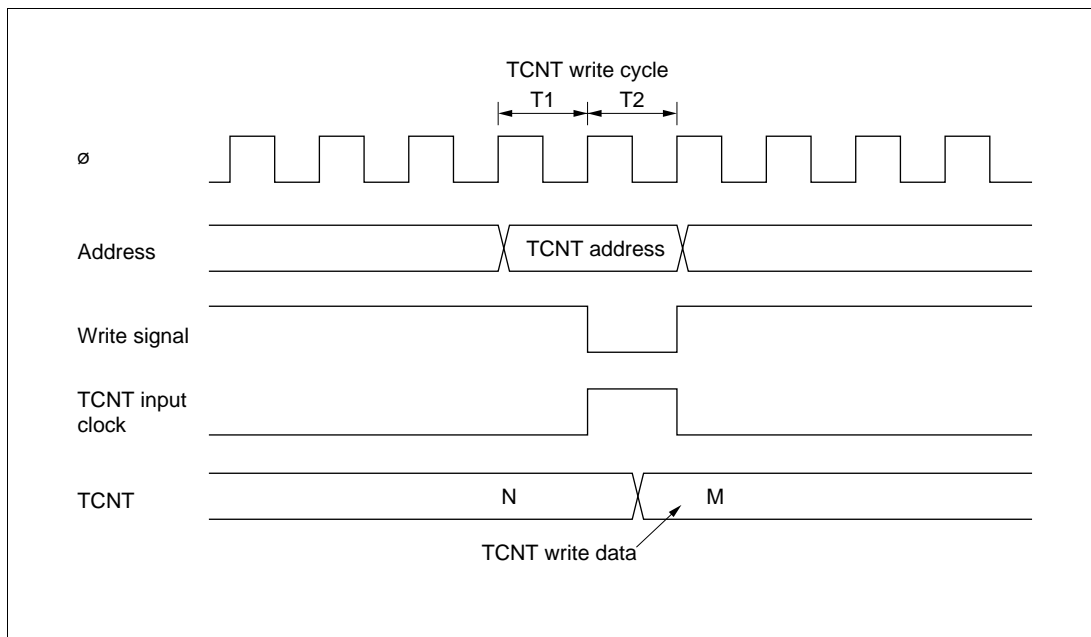 TCNT write cycle
T1 T2
ø
Address TCNT address
Write signal
TCNT input
clock
TCNT N M
TCNT write data